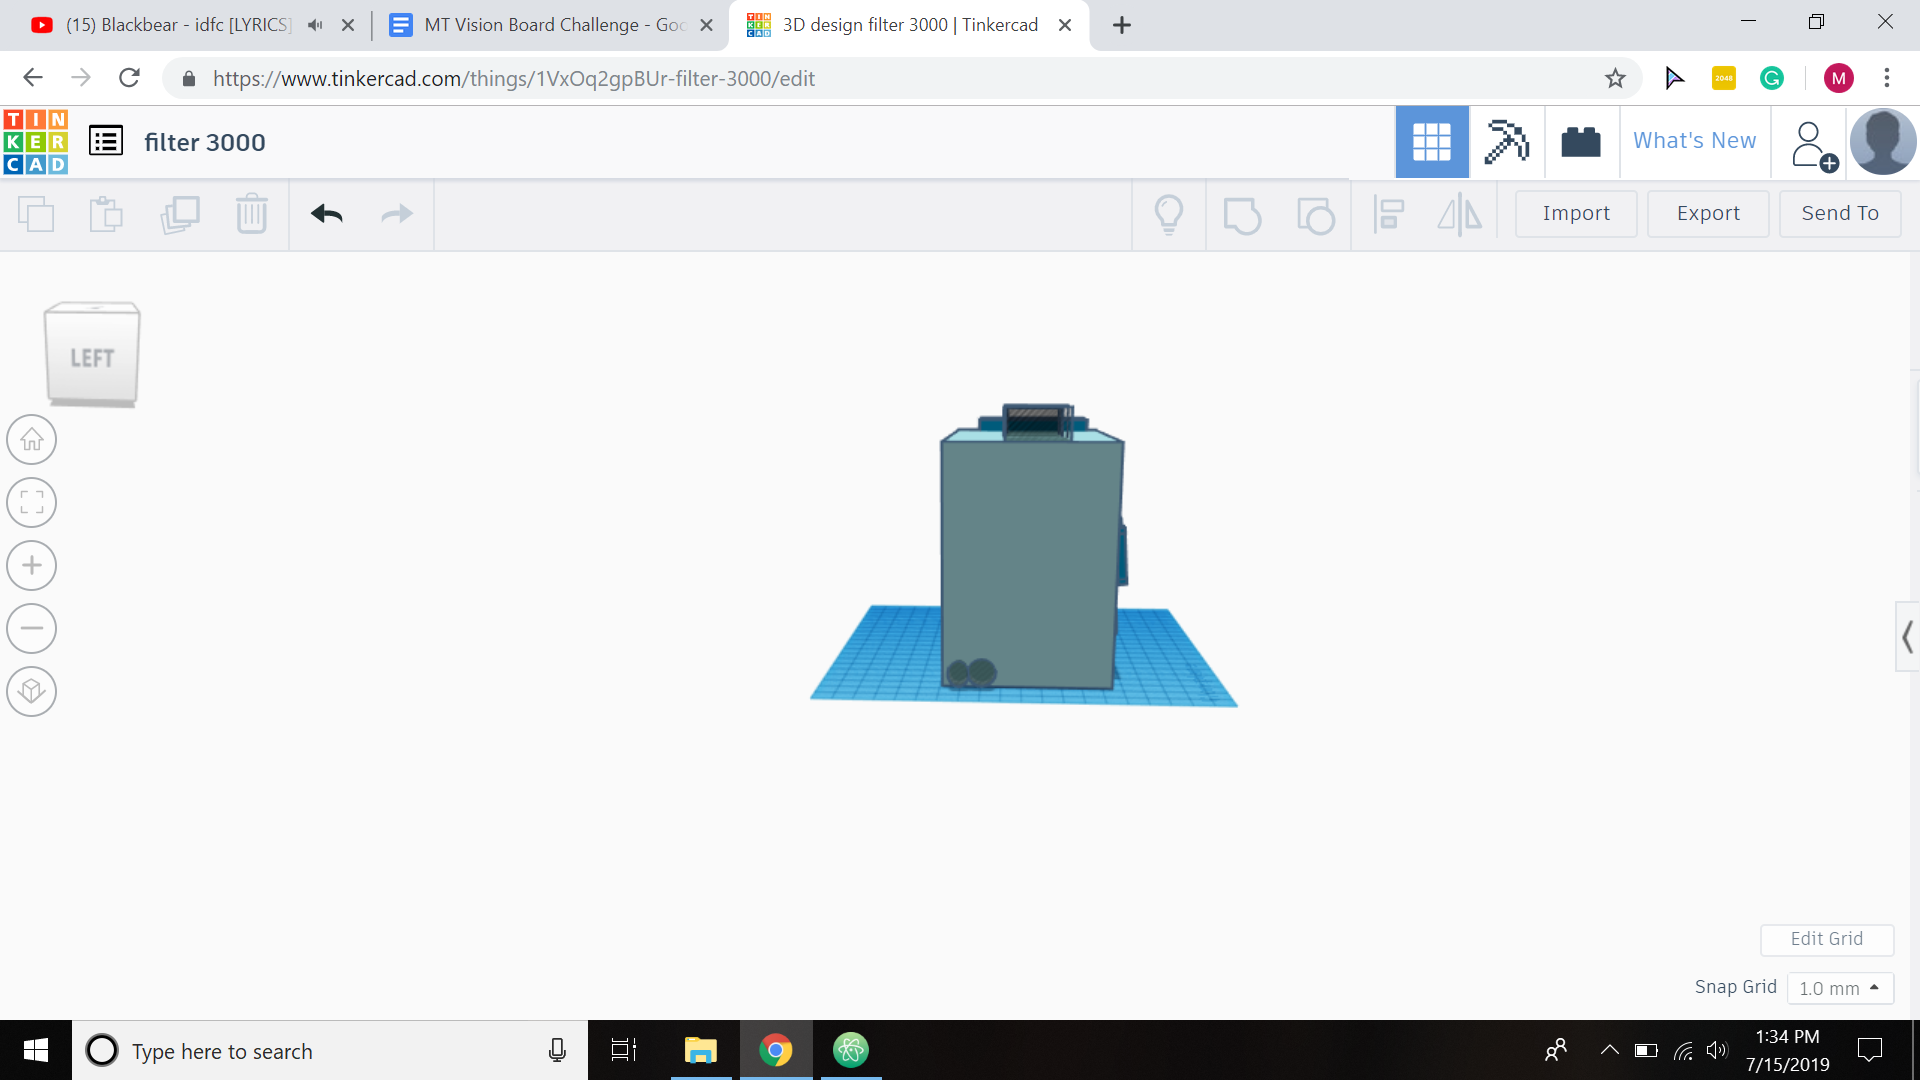 (15) Blackbear - idfc [LYRICS]
MT Vision Board Challenge - Goo
3D design filter 3000 | Tinkercad
https://www.tinkercad.com/things/1VxOq2gpBUr-filter-3000/edit
2048
G
M
TIN
KER
CAD
filter 3000
What's New
Import
Export
Send To
LEFT
Edit Grid
Snap Grid
1.0 mm
Type here to search
1:34 PM
7/15/2019